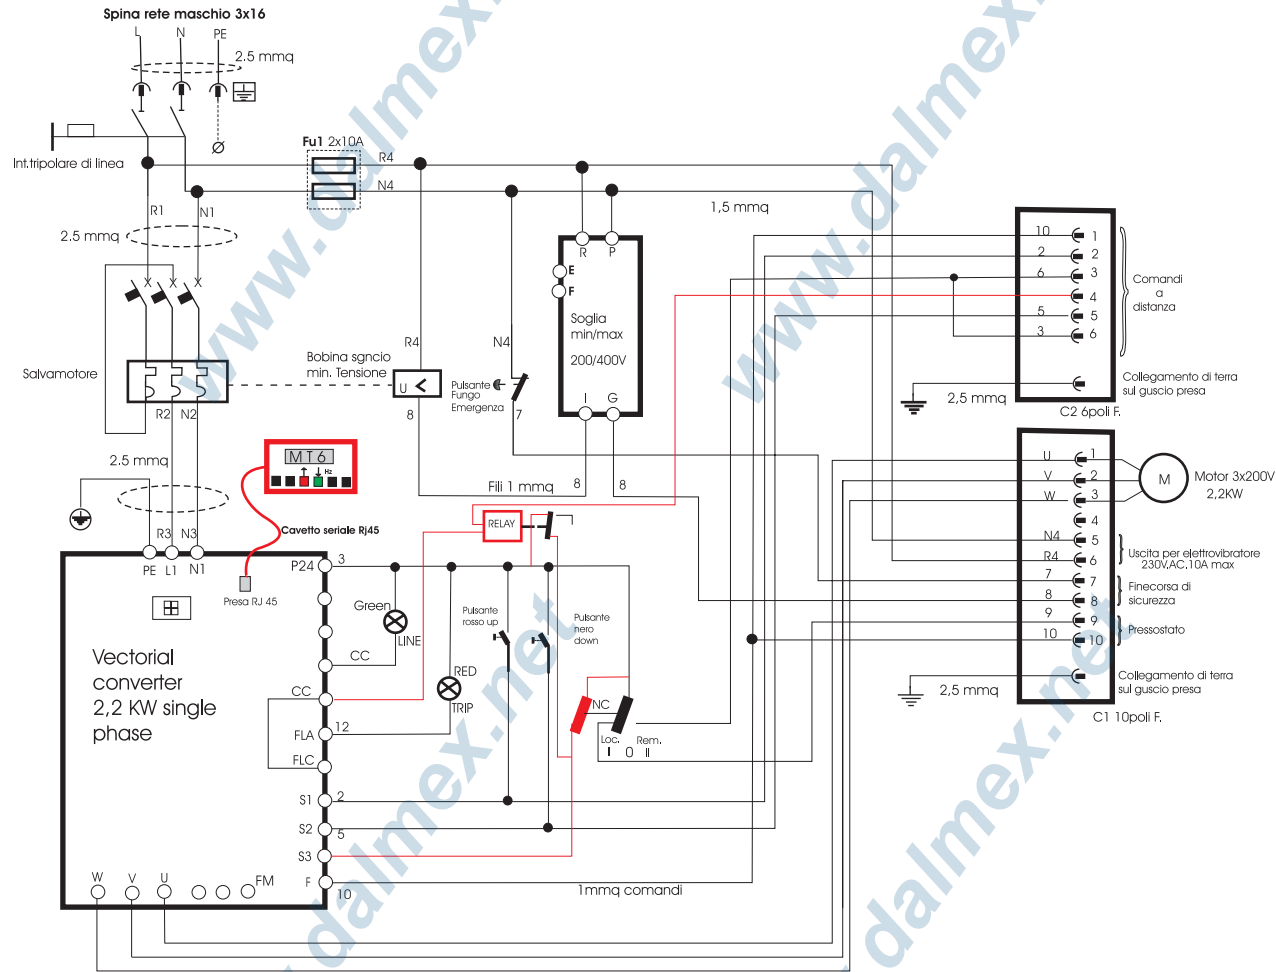 Spina rete maschio 3x16
L N PE
2.5 mmq
Int.tripolare di linea
Fu1 2x10A
R4
N4
1,5 mmq
R1 N1
2.5 mmq
R P
E
F
Soglia
min/max
200/400V
I G
Salvamotore
R2 N2
Bobina sgncio
min. Tensione
R4
U <
8
N4
Pulsante
Fungo
Emergenza
7
10 1
2 2
6 3
4
5 5
3 6
Comandi
a
distanza
Collegamento di terra
sul guscio presa
2,5 mmq
C2 6poli F.
2.5 mmq
MT6
Hz
Fili 1 mmq
8 8
Cavetto seriale Rj45
RELAY
R3 N3
PE L1 N1
Presa RJ 45
U 1
V 2
W 3
4
N4 5
R4 6
7 7
8 8
9 9
10 10
M
Motor 3x200V
2,2KW
Uscita per elettrovibratore
230V.AC.10A max
Finecorsa di
sicurezza
Pressostato
Collegamento di terra
sul guscio presa
2,5 mmq
C1 10poli F.
Vectorial
converter
2,2 KW single
phase
P24 3
Green
LINE
CC
CC
RED
TRIP
FLA 12
FLC
S1 2
S2 5
S3
F 10
W V U FM
Pulsante
rosso up
Pulsante
nero
down
NC
Loc. Rem.
I O II
1mmq comandi
www.dalmex
www.dalmex
www.dalmex.net
dalmex.net